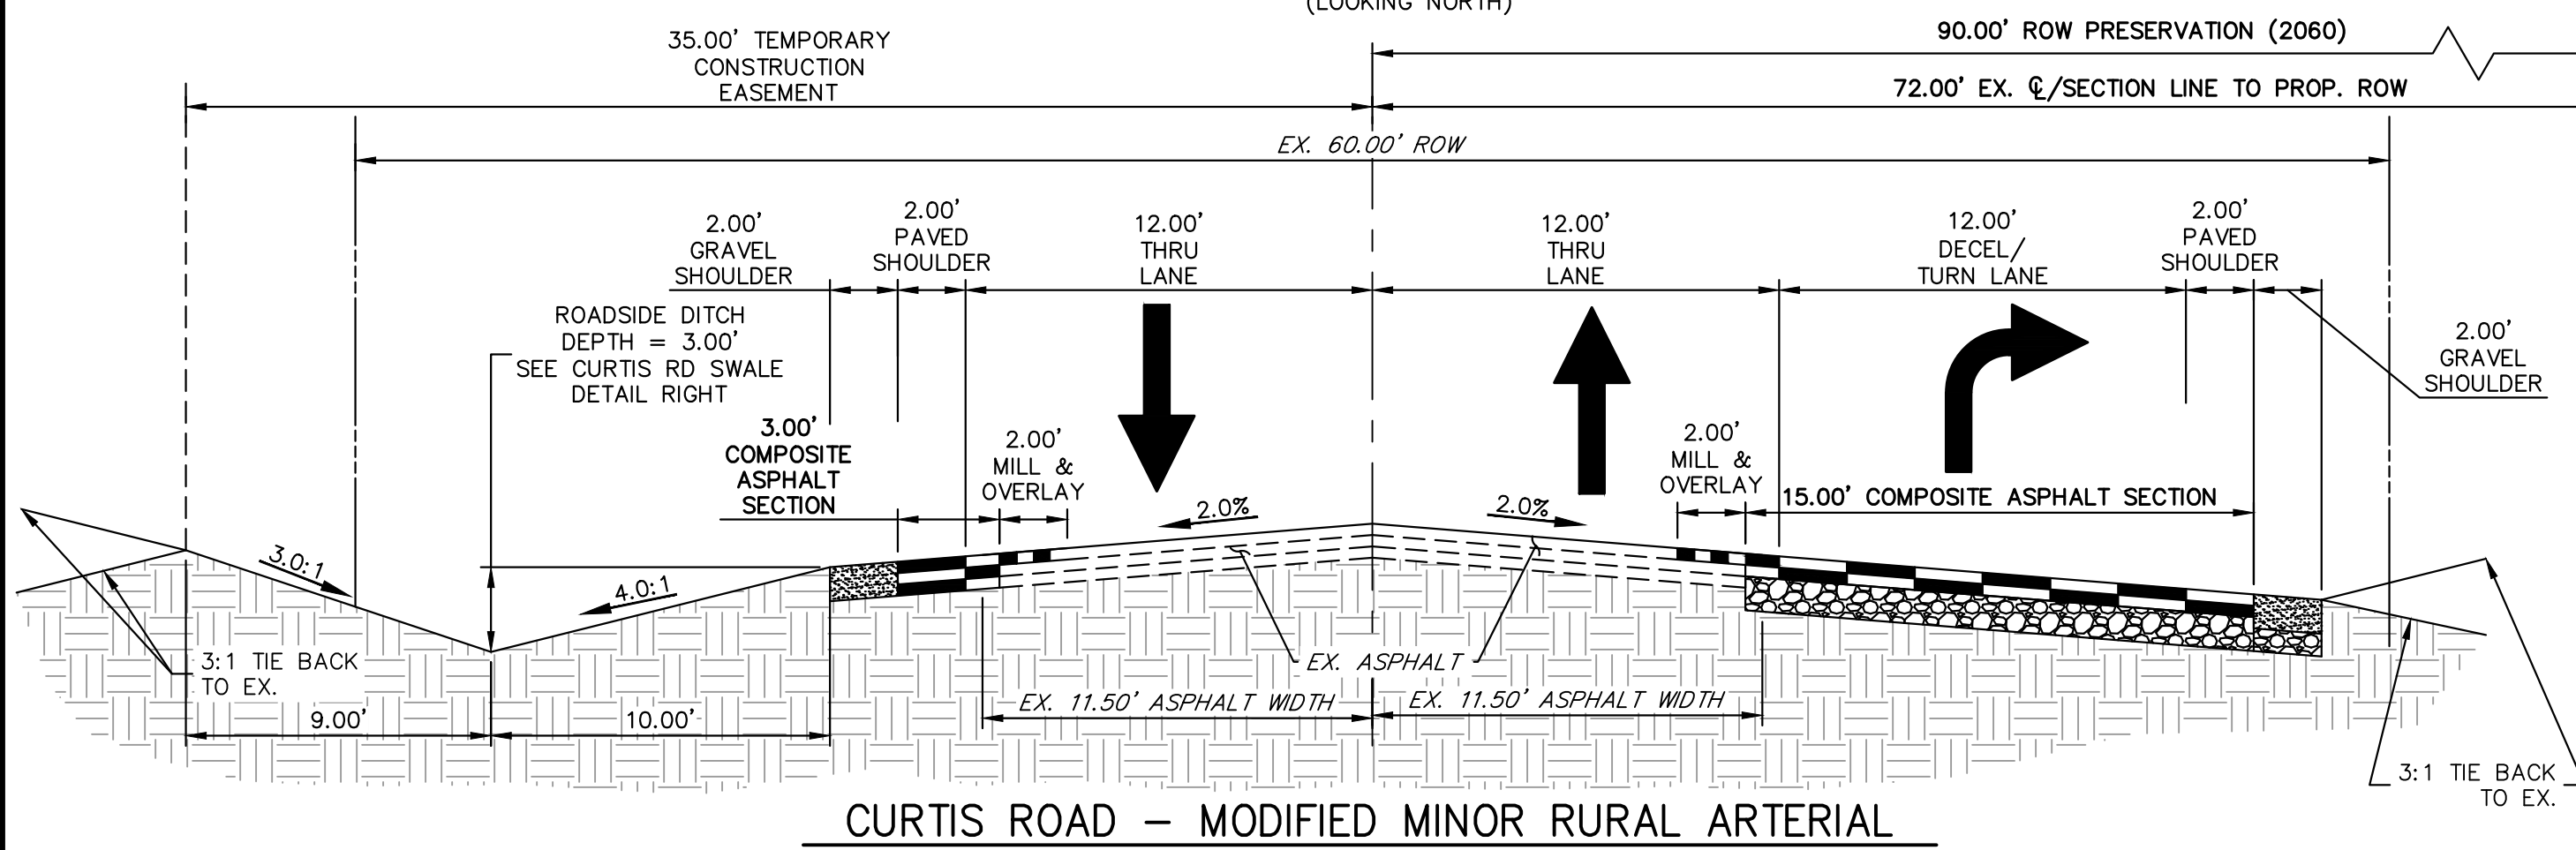 (LOOKING NORTH)
35.00' TEMPORARY
CONSTRUCTION
EASEMENT
90.00' ROW PRESERVATION (2060)
72.00' EX. ℄/SECTION LINE TO PROP. ROW
EX. 60.00' ROW
2.00'
GRAVEL
SHOULDER
2.00'
PAVED
SHOULDER
12.00'
THRU
LANE
12.00'
THRU
LANE
12.00'
DECEL/
TURN LANE
2.00'
PAVED
SHOULDER
2.00'
GRAVEL
SHOULDER
ROADSIDE DITCH
DEPTH = 3.00'
SEE CURTIS RD SWALE
DETAIL RIGHT
3.00'
COMPOSITE
ASPHALT
SECTION
2.00'
MILL &
OVERLAY
2.00'
MILL &
OVERLAY
15.00' COMPOSITE ASPHALT SECTION
2.0%
2.0%
3.0:1
4.0:1
3:1 TIE BACK
TO EX.
EX. ASPHALT
EX. 11.50' ASPHALT WIDTH
EX. 11.50' ASPHALT WIDTH
9.00'
10.00'
3:1 TIE BACK
TO EX.
CURTIS ROAD – MODIFIED MINOR RURAL ARTERIAL